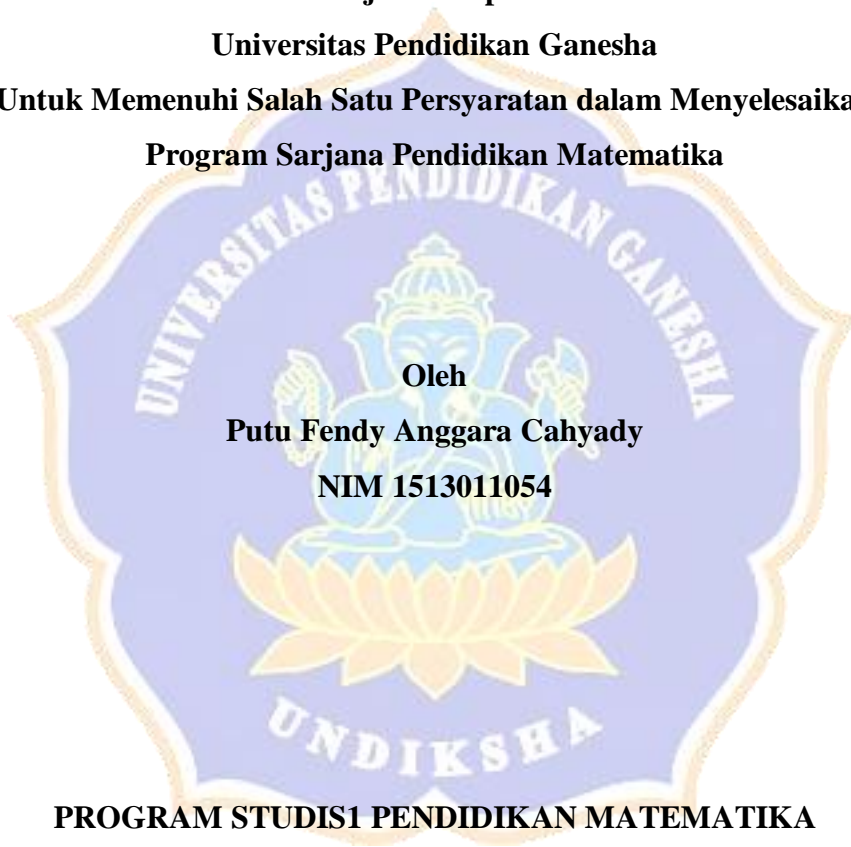 Universitas Pendidikan Ganesha
Untuk Memenuhi Salah Satu Persyaratan dalam
Program Sarjana Pendidikan Matematika
UNIVERSITAS PENDIDIKAN GANESHA
Oleh
Putu Fendy Anggara Cahyady
NIM 1513011054
UNDIKSHA
PROGRAM STUDIS1 PENDIDIKAN MATEMATIKA